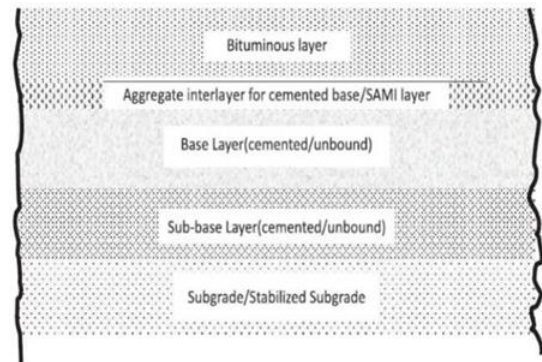 Bituminous layer
Aggregate interlayer for cemented base/SAMI layer
Base Layer(cemented/unbound)
Sub-base Layer(cemented/unbound)
Subgrade/Stabilized Subgrade